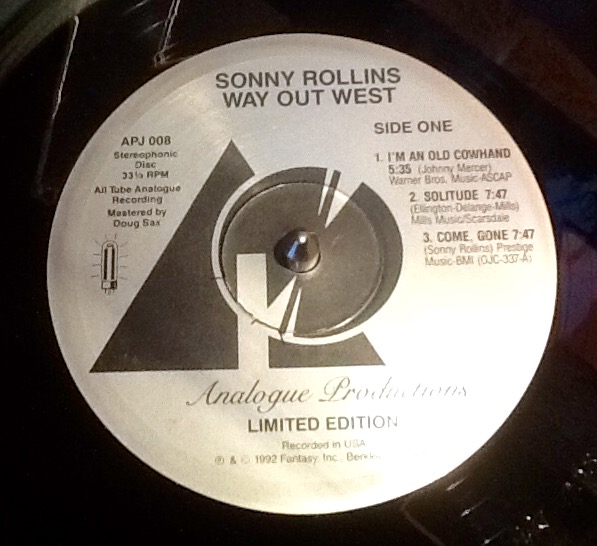 SONNY ROLLINS
WAY OUT WEST
APJ 008
Stereophonic
Disc
33⅓ RPM
All Tube Analogue
Recording
Mastered by
Doug Sax
SIDE ONE
1. I'M AN OLD COWHAND
5:35 (Johnny Mercer)
Warner Bros. Music-ASCAP
2. SOLITUDE 7:47
(Ellington-Delange-Mills)
Mills Music/Scarsdale
3. COME, GONE 7:47
(Sonny Rollins) Prestige
Music-BMI (OJC-337-A)
Analogue Productions
LIMITED EDITION
Recorded in USA
℗ & © 1992 Fantasy, Inc.